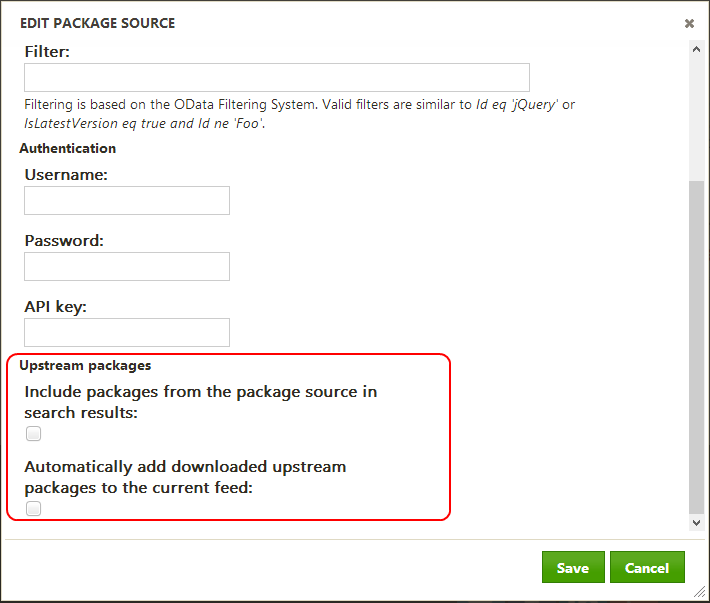 EDIT PACKAGE SOURCE
Filter:
Filtering is based on the OData Filtering System. Valid filters are similar to Id eq 'jQuery' or
IsLatestVersion eq true and Id ne 'Foo'.
Authentication
Username:
Password:
API key:
Upstream packages
Include packages from the package source in
search results:
Automatically add downloaded upstream
packages to the current feed:
Save Cancel